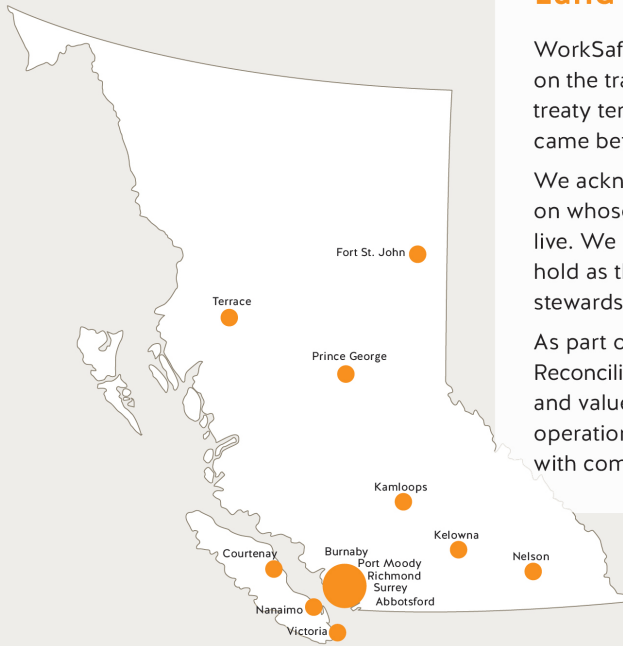 WorkSaf
on the tra
treaty ter
came bef
We ackn
on whose
live. We
hold as th
stewards
As part o
Reconcili
and value
operation
with com
Fort St. John
Terrace
Prince George
Kamloops
Kelowna
Nelson
Courtenay
Burnaby
Port Moody
Richmond
Surrey
Abbotsford
Nanaimo
Victoria